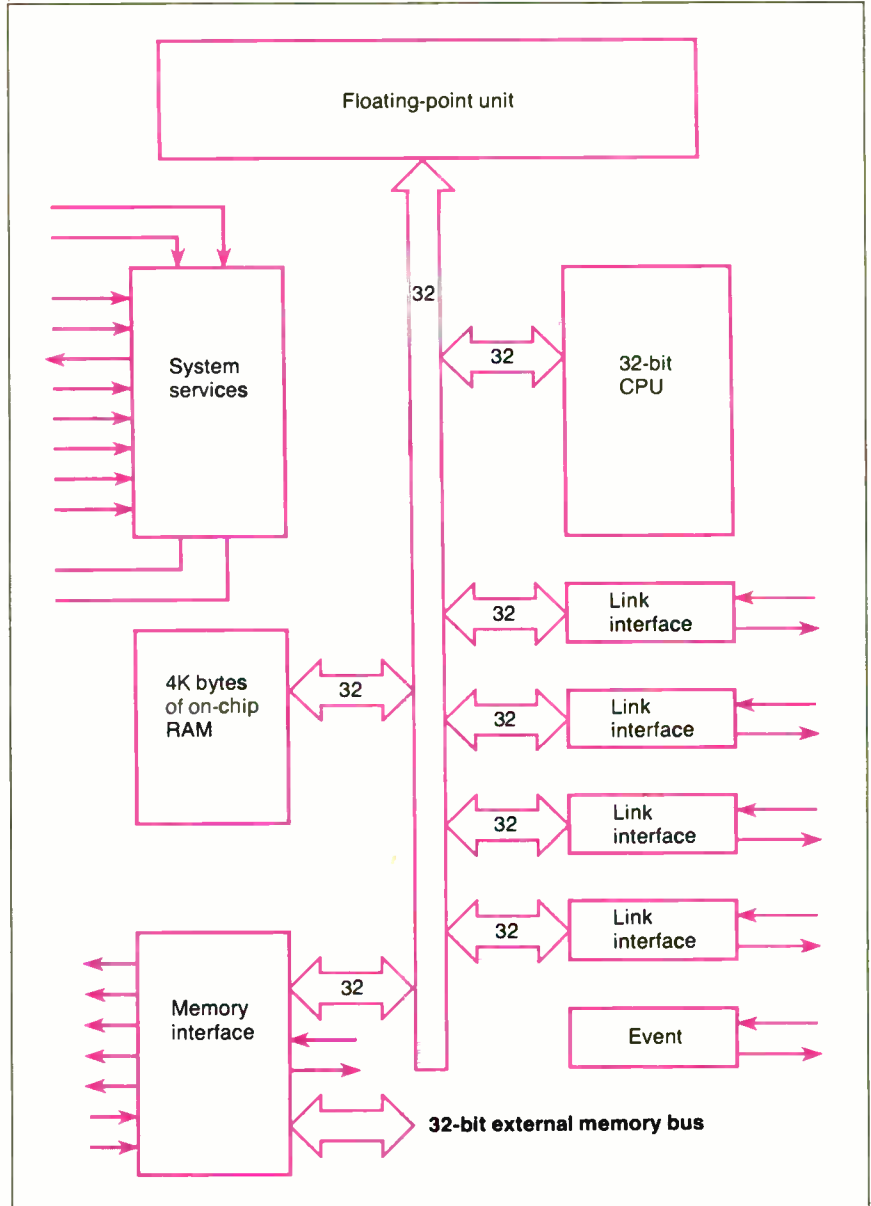 Floating-point unit
32
System
services
32
32-bit
CPU
32
Link
interface
4K bytes
of on-chip
RAM
32
32
Link
interface
32
Link
interface
32
Link
interface
Memory
interface
32
Event
32-bit external memory bus